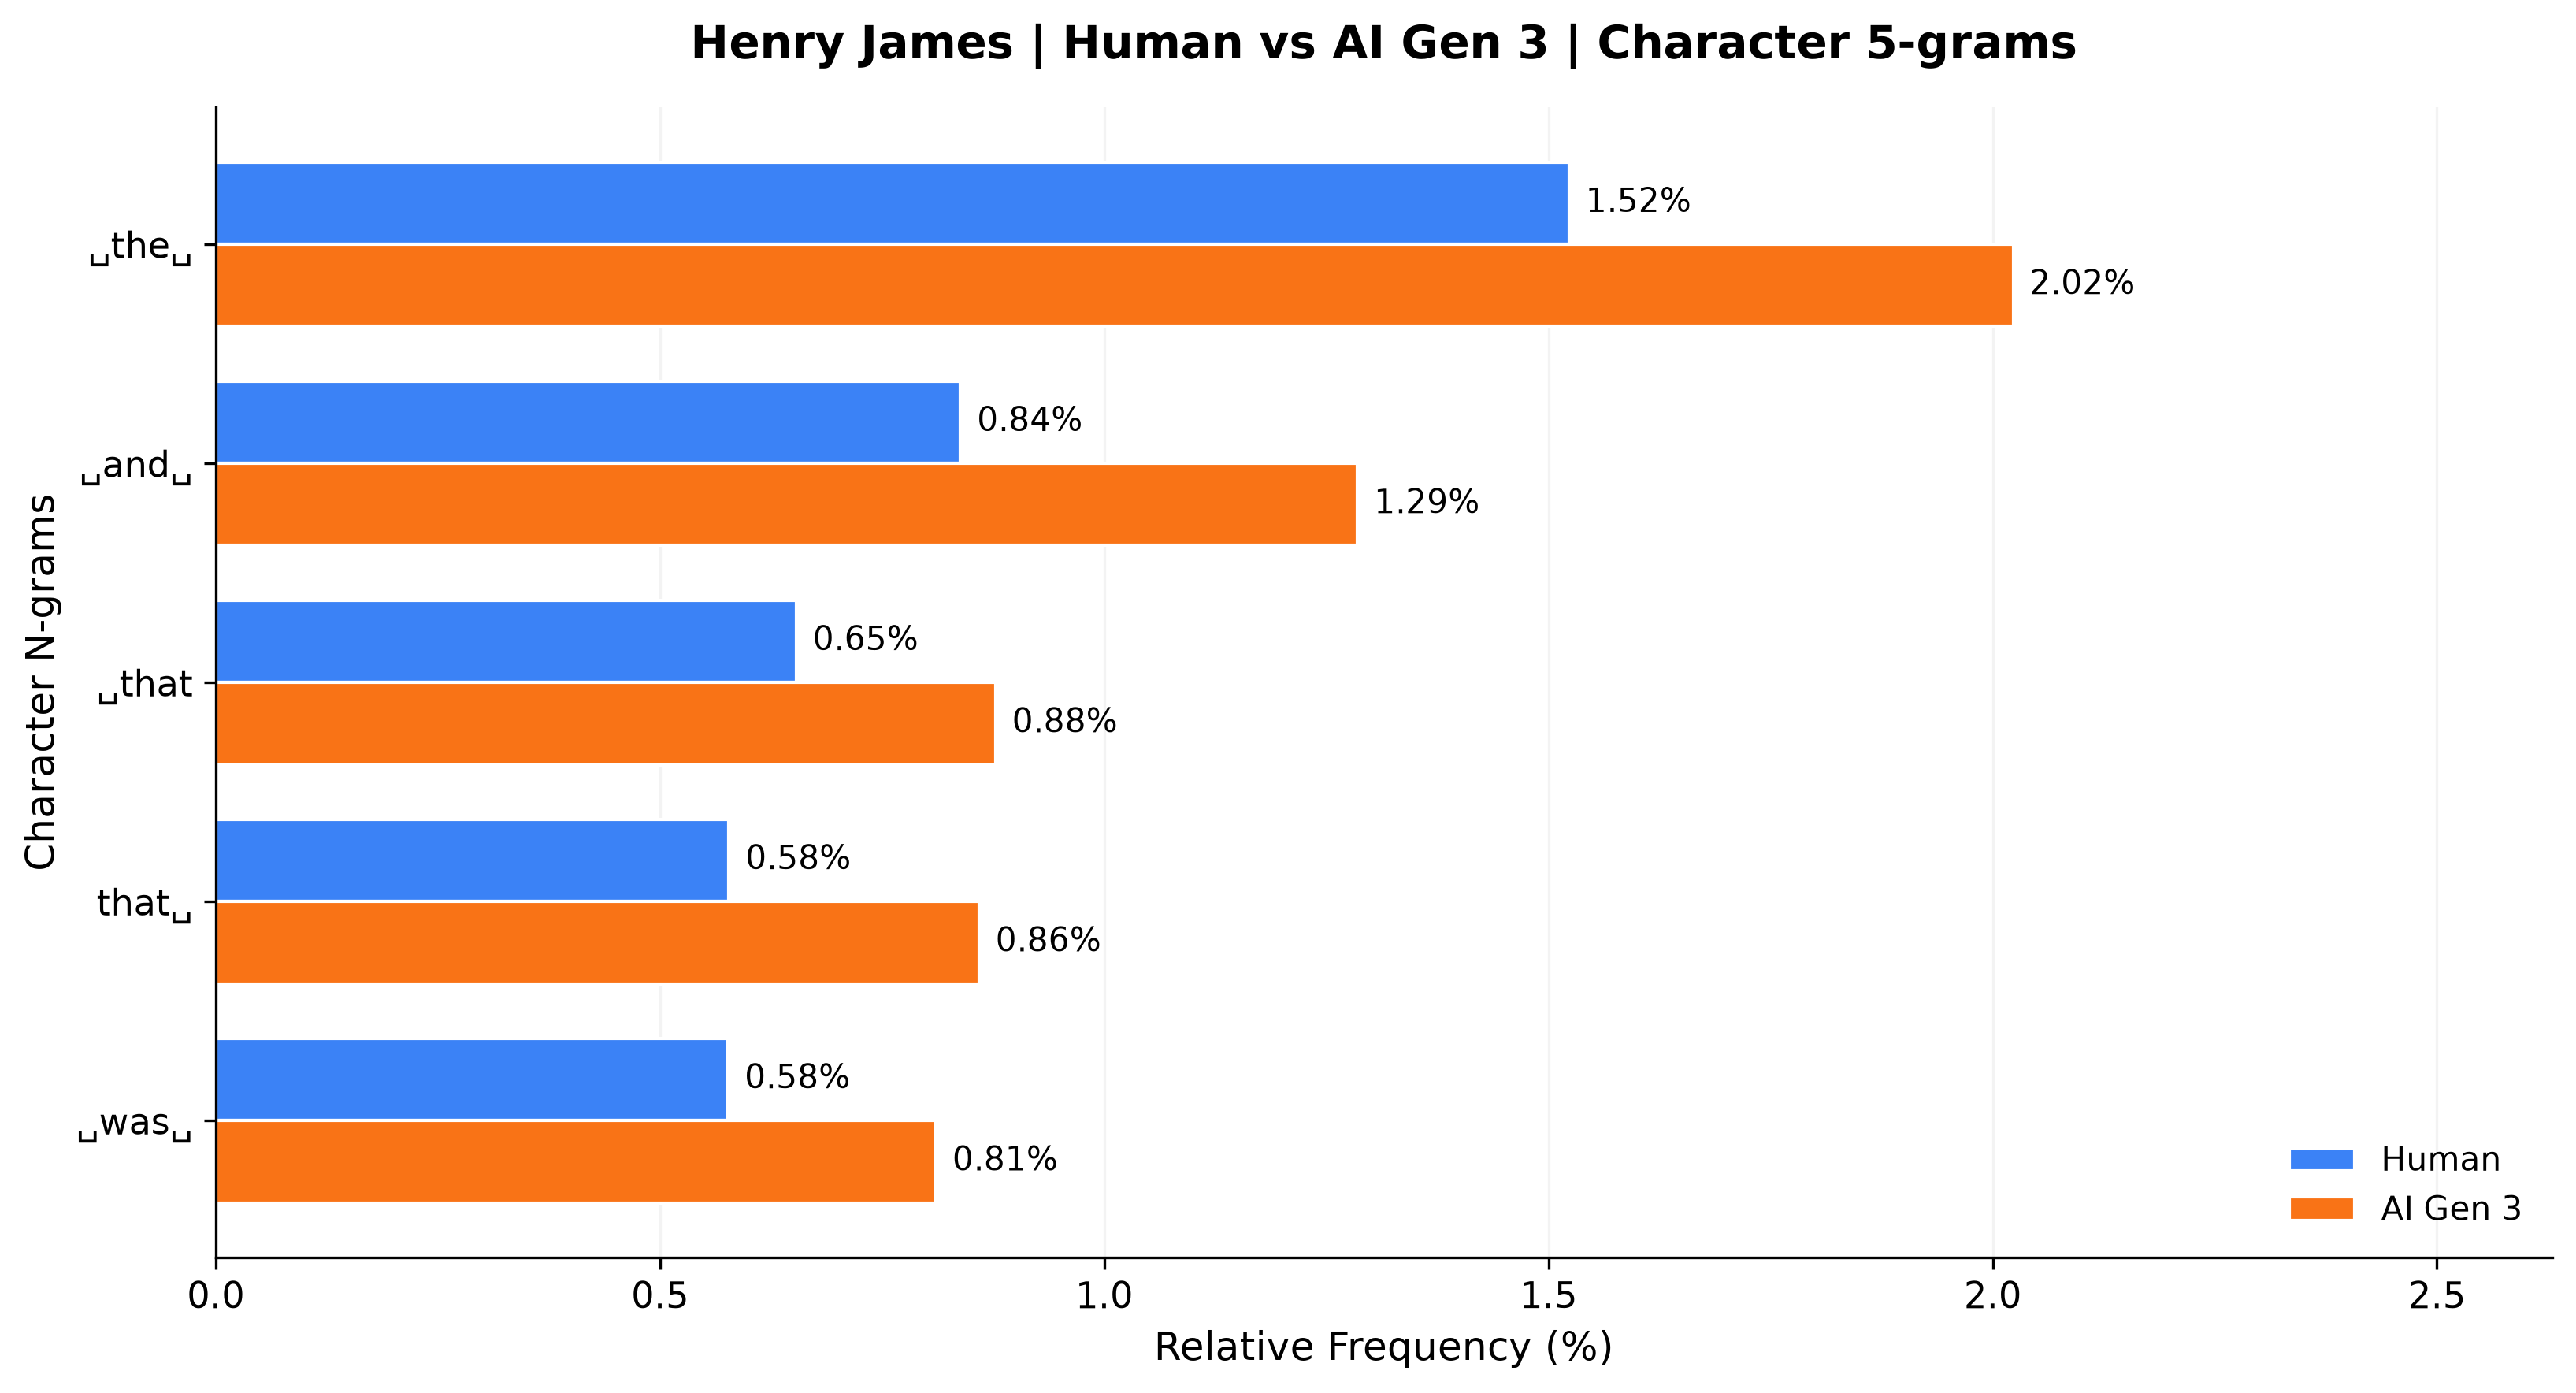 Henry James | Human vs AI Gen 3 | Character 5-grams
Character N-grams
␣the␣
1.52%
2.02%
␣and␣
0.84%
1.29%
␣that
0.65%
0.88%
that␣
0.58%
0.86%
␣was␣
0.58%
0.81%
Human
AI Gen 3
0.0 0.5 1.0 1.5 2.0 2.5
Relative Frequency (%)